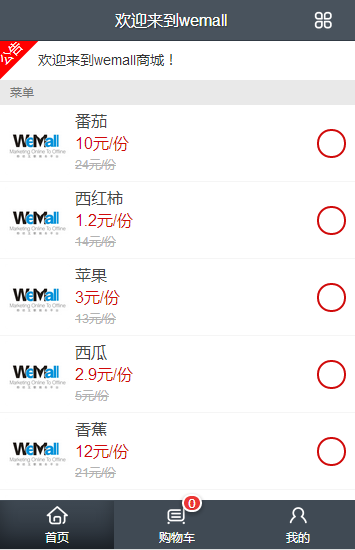 欢迎来到wemall
公告
欢迎来到wemall商城！
菜单
WeMall
Marketing Online To Offline
番茄
10元/份
24元/份
WeMall
Marketing Online To Offline
西红柿
1.2元/份
14元/份
WeMall
Marketing Online To Offline
苹果
3元/份
13元/份
WeMall
Marketing Online To Offline
西瓜
2.9元/份
5元/份
WeMall
Marketing Online To Offline
香蕉
12元/份
21元/份
0
首页
购物车
我的